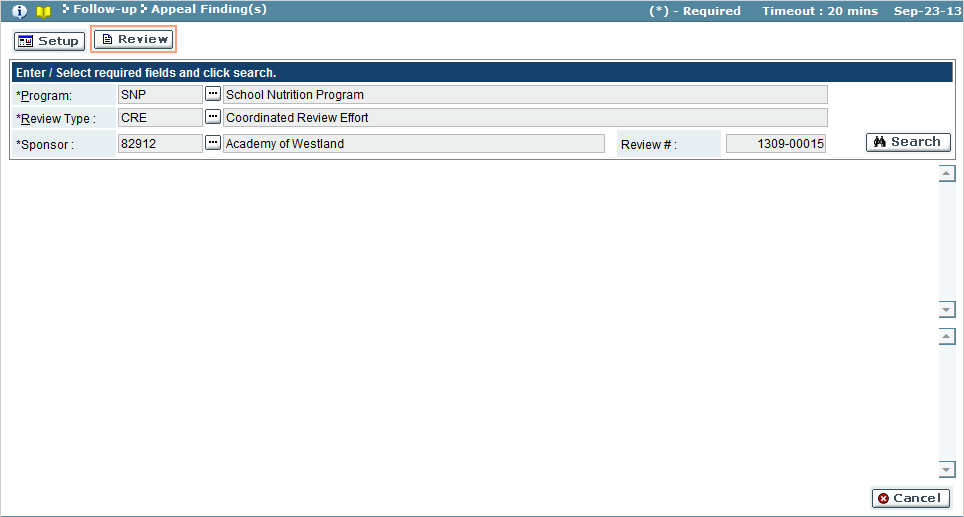 Follow-up Appeal Finding(s) (*) - Required Timeout : 20 mins Sep-23-13
Setup Review
Enter / Select required fields and click search.
*Program: SNP ... School Nutrition Program
*Review Type : CRE ... Coordinated Review Effort
*Sponsor : 82912 ... Academy of Westland Review # : 1309-00015 Search
Cancel